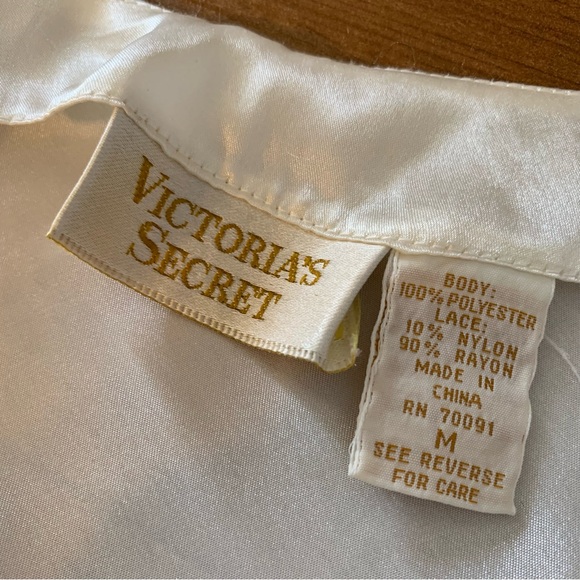 VICTORIA'S
SECRET
BODY:
100% POLYESTER
LACE:
10% NYLON
90% RAYON
MADE IN
CHINA
RN 70091
M
SEE REVERSE
FOR CARE